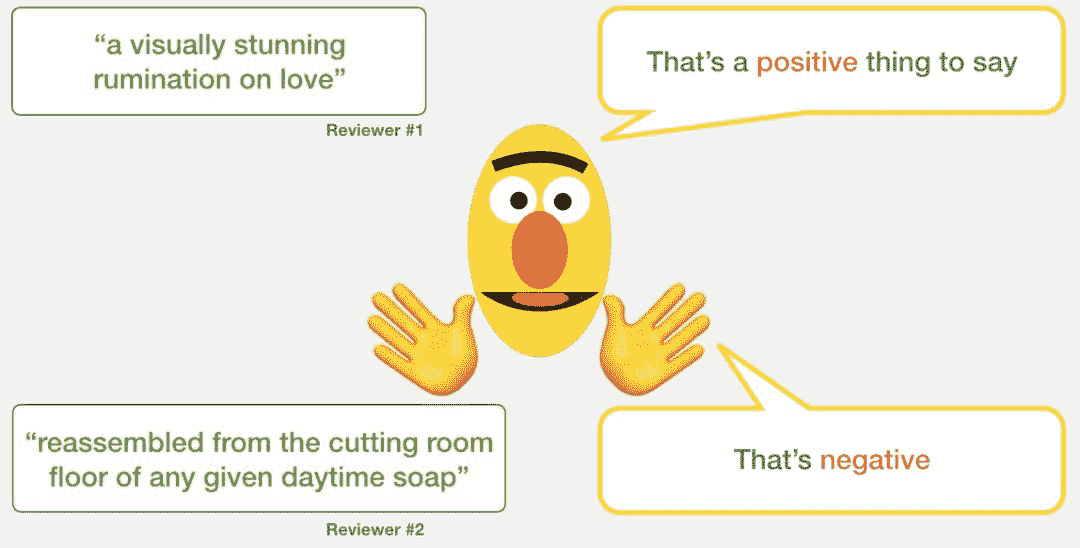 “a visually stunning
rumination on love”
Reviewer #1
That’s a positive thing to say
“reassembled from the cutting room
floor of any given daytime soap”
Reviewer #2
That’s negative